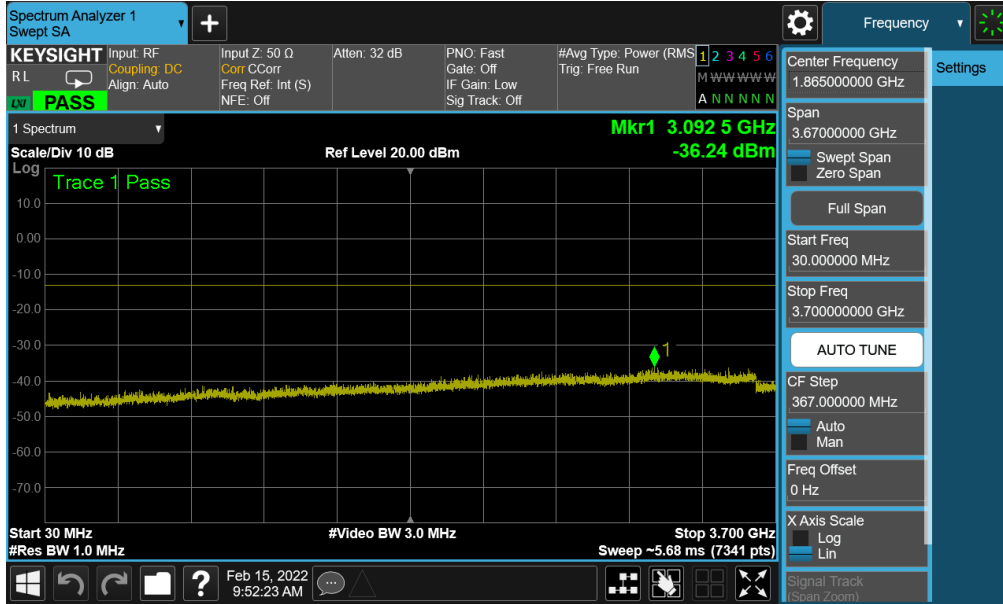 Spectrum Analyzer 1
Swept SA
Frequency
KEYSIGHT
R L
LXI PASS
Input: RF
Coupling: DC
Align: Auto
Input Z: 50 Ω
Corr CCorr
Freq Ref: Int (S)
NFE: Off
Atten: 32 dB
PNO: Fast
Gate: Off
IF Gain: Low
Sig Track: Off
#Avg Type: Power (RMS
Trig: Free Run
1 2 3 4 5 6
M W W W W W
A N N N N N
1 Spectrum
Scale/Div 10 dB
Ref Level 20.00 dBm
Mkr1 3.092 5 GHz
-36.24 dBm
Log
Trace 1 Pass
10.0
0.00
-10.0
-20.0
-30.0
-40.0
-50.0
-60.0
-70.0
1
Start 30 MHz
#Video BW 3.0 MHz
Stop 3.700 GHz
#Res BW 1.0 MHz
Sweep ~5.68 ms (7341 pts)
Feb 15, 2022
9:52:23 AM
Center Frequency
1.865000000 GHz
Settings
Span
3.67000000 GHz
Swept Span
Zero Span
Full Span
Start Freq
30.000000 MHz
Stop Freq
3.700000000 GHz
AUTO TUNE
CF Step
367.000000 MHz
Auto
Man
Freq Offset
0 Hz
X Axis Scale
Log
Lin
Signal Track
(Span Zoom)